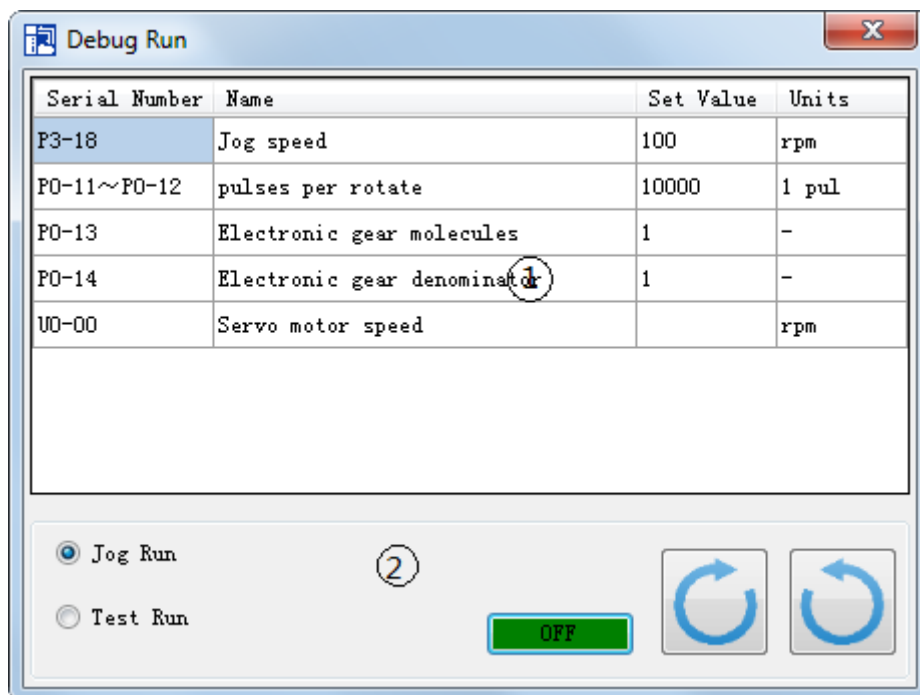 Debug Run
x
Serial Number Name Set Value Units
P3-18 Jog speed 100 rpm
P0-11~P0-12 pulses per rotate 10000 1 pul
P0-13 Electronic gear molecules 1 -
P0-14 Electronic gear denominator 1 -
U0-00 Servo motor speed rpm
1
Jog Run
2
Test Run
OFF